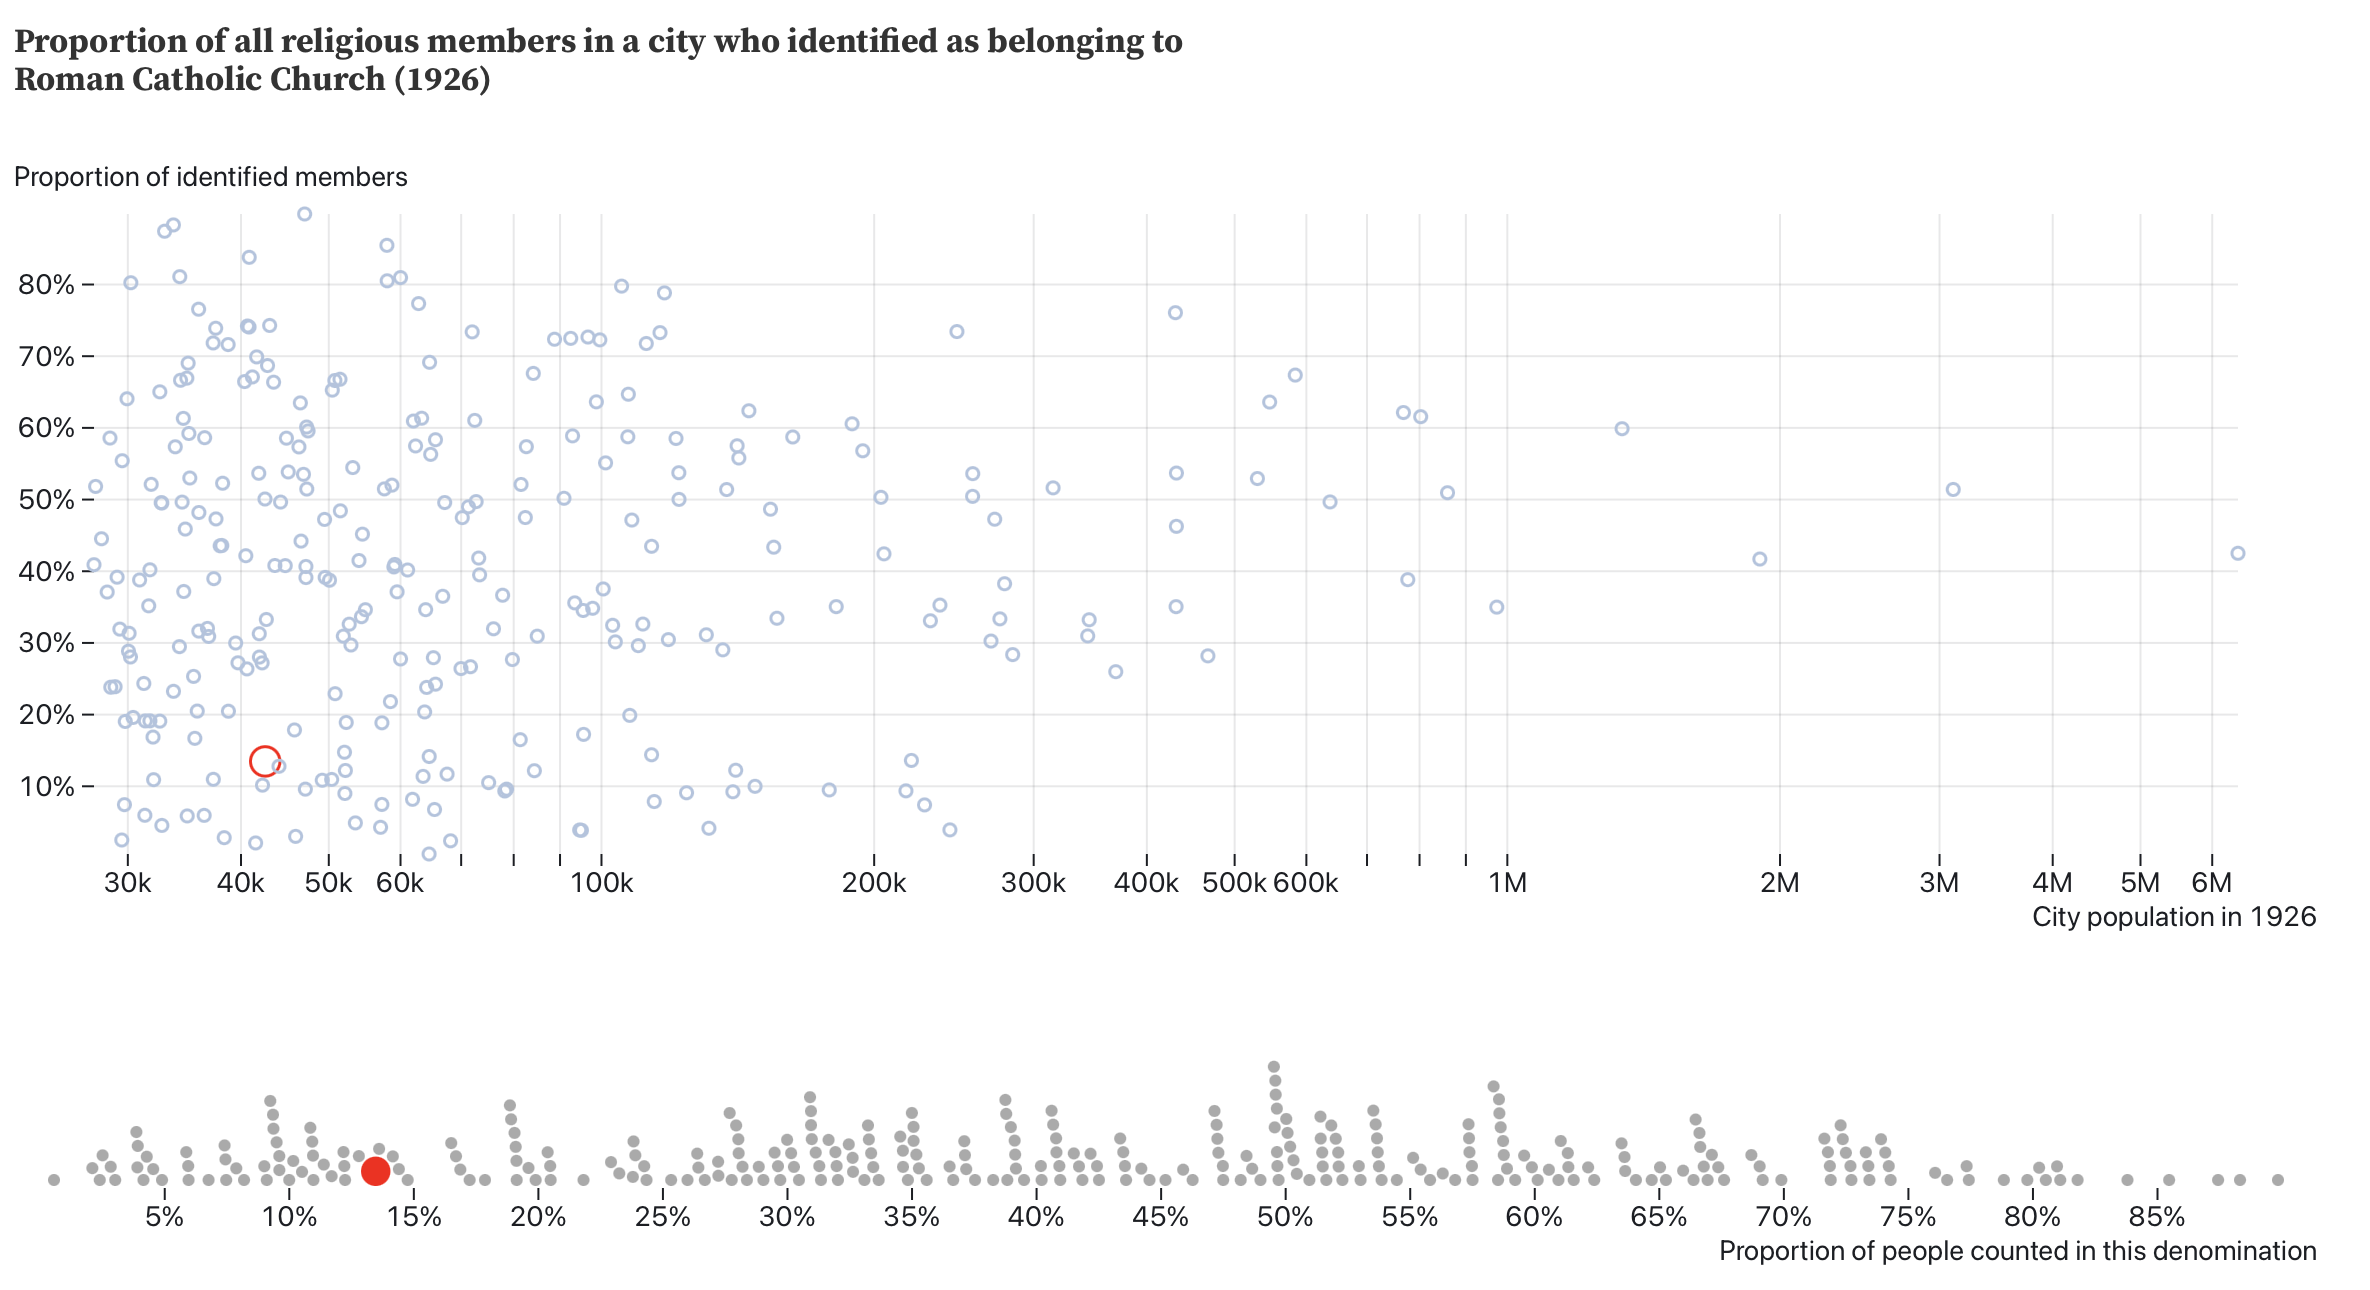 Proportion of all religious members in a city who identified as belonging to
Roman Catholic Church (1926)
Proportion of identified members
80%
70%
60%
50%
40%
30%
20%
10%
30k 40k 50k 60k 100k 200k 300k 400k 500k 600k 1M 2M 3M 4M 5M 6M
City population in 1926
5% 10% 15% 20% 25% 30% 35% 40% 45% 50% 55% 60% 65% 70% 75% 80% 85%
Proportion of people counted in this denomination